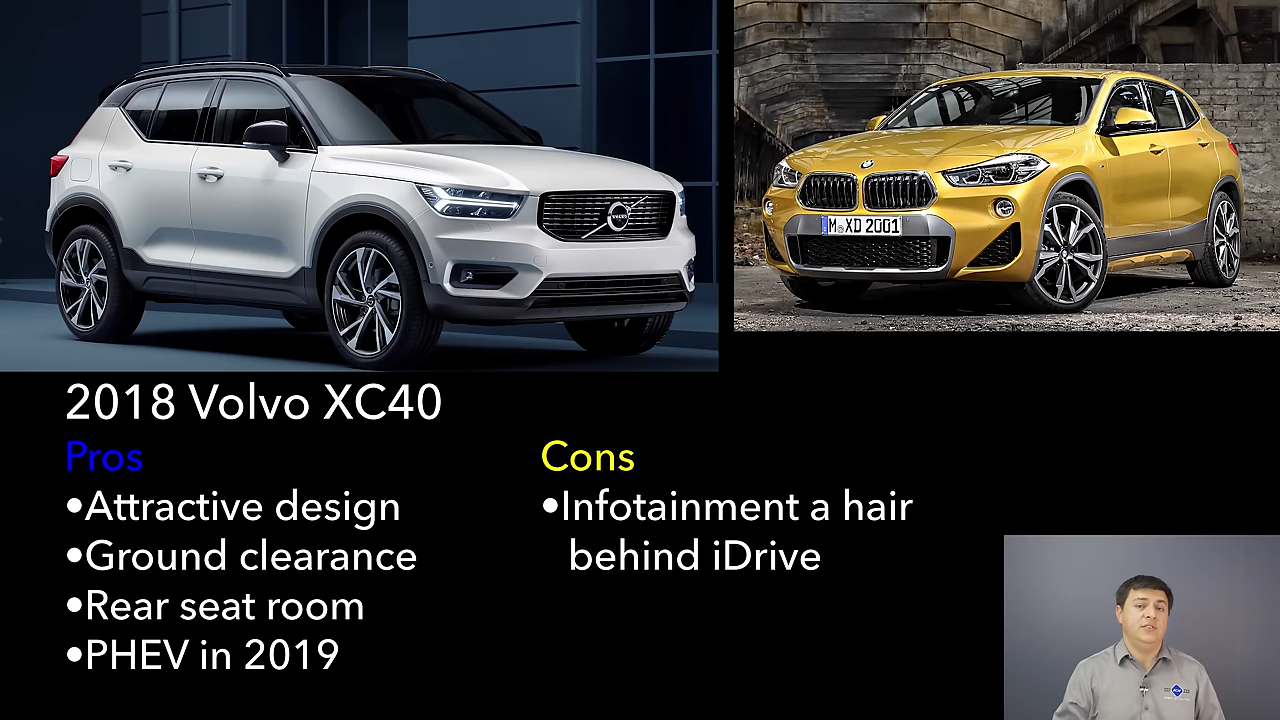 VOLVO
M XD 2001
2018 Volvo XC40
Pros
•Attractive design
•Ground clearance
•Rear seat room
•PHEV in 2019
Cons
•Infotainment a hair
behind iDrive